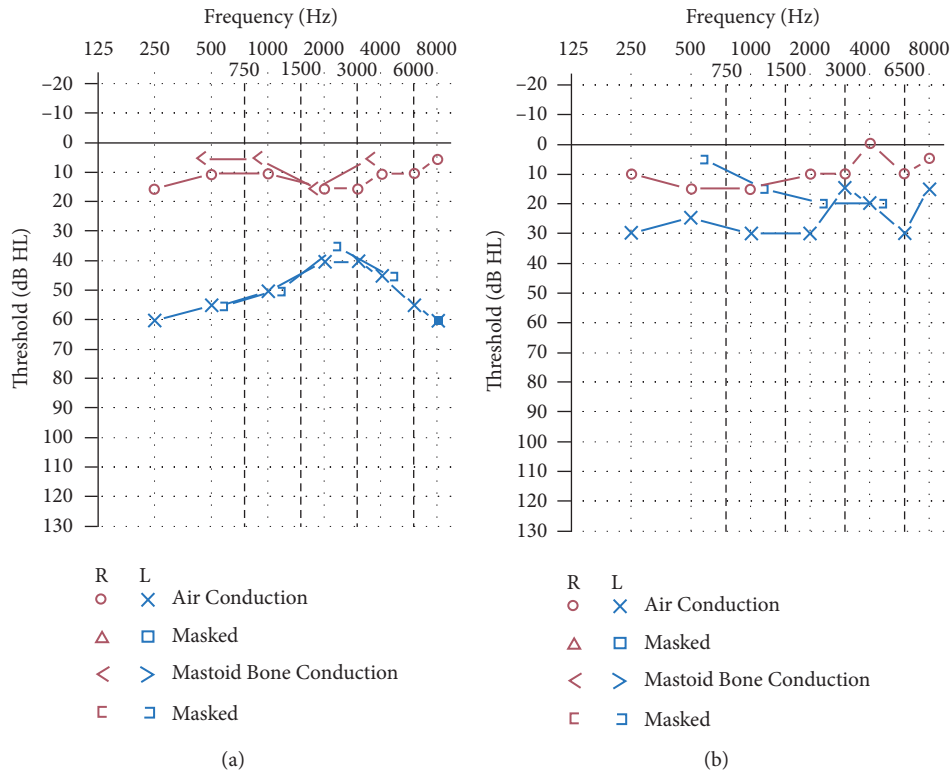 Frequency (Hz)
125 250 500 1000 2000 4000 8000
750 1500 3000 6000
Threshold (dB HL)
–20
–10
0
10
20
30
40
50
60
70
80
90
100
110
120
130
R L
Air Conduction
Masked
Mastoid Bone Conduction
Masked
(a)
Frequency (Hz)
125 250 500 1000 2000 4000 8000
750 1500 3000 6500
Threshold (dB HL)
–20
–10
0
10
20
30
40
50
60
70
80
90
100
110
120
130
R L
Air Conduction
Masked
Mastoid Bone Conduction
Masked
(b)